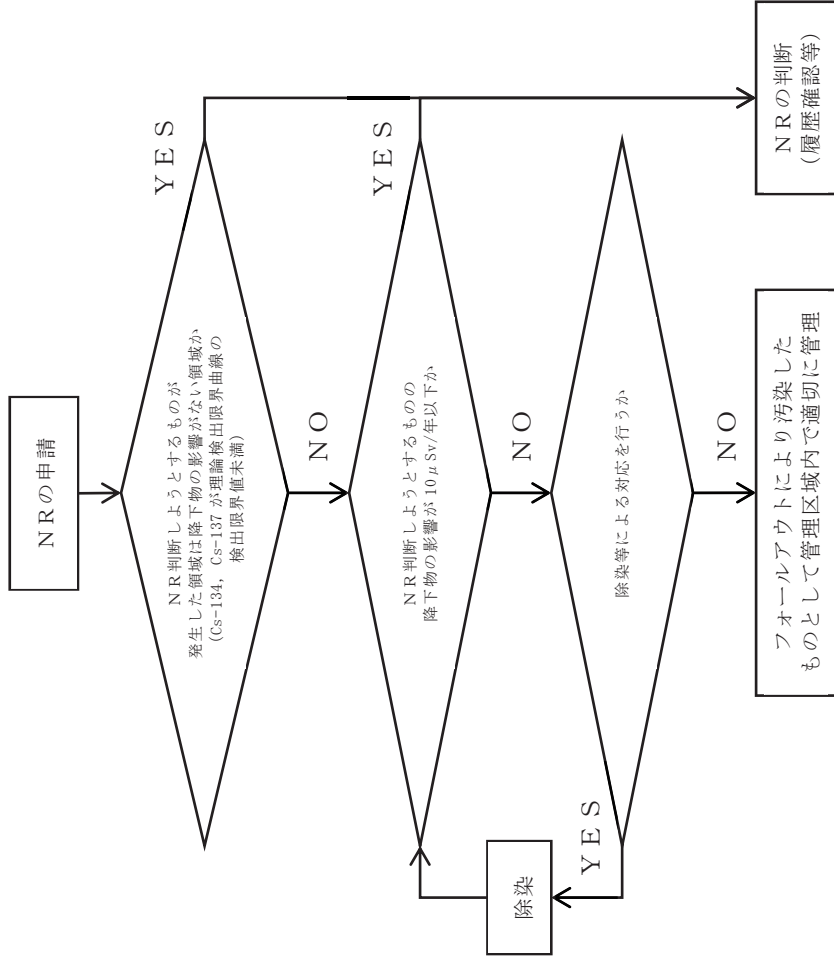 NRの申請
NR判断しようとするものが
発生した領域は降下物の影響がない領域か
(Cs-134, Cs-137 が理論検出限界曲線の
検出限界値未満)
YES
NO
NR判断しようとするものの
降下物の影響が10μSv/年以下か
YES
NO
除染等による対応を行うか
YES
除染
NO
フォールアウトにより汚染した
ものとして管理区域内で適切に管理
NRの判断
(履歴確認等)